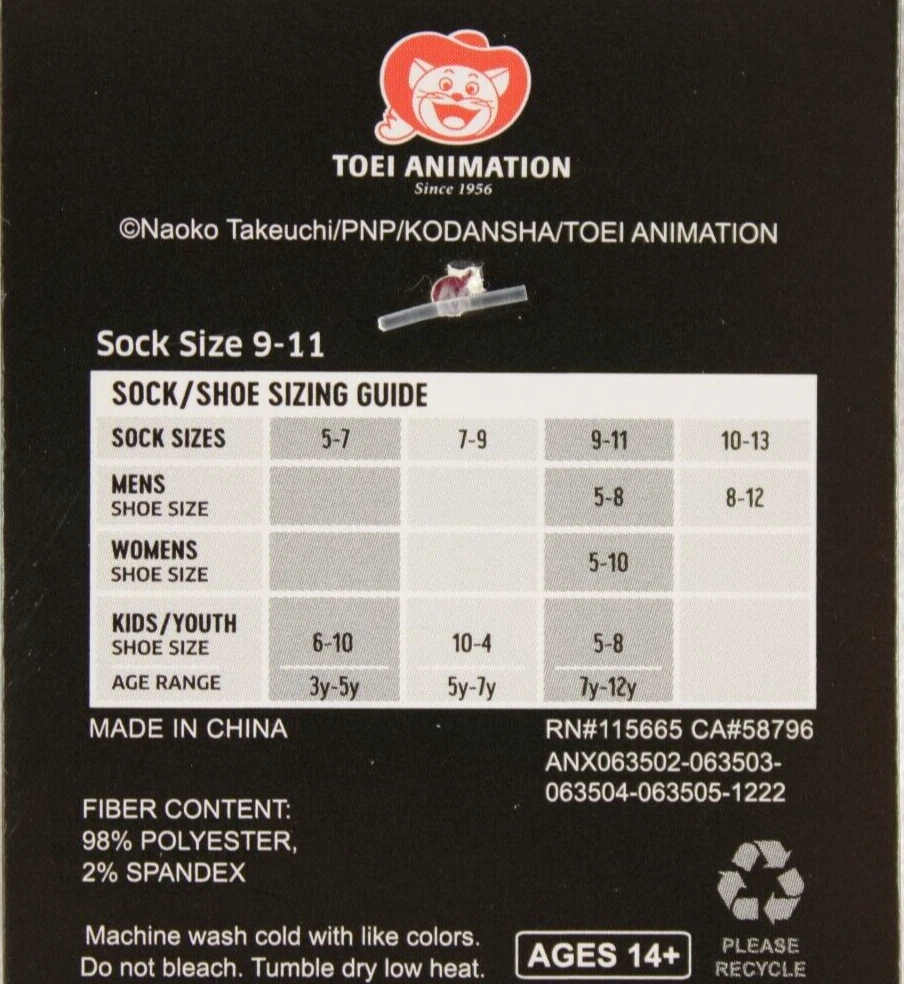 TOEI ANIMATION
Since 1956
©Naoko Takeuchi/PNP/KODANSHA/TOEI ANIMATION
Sock Size 9-11
SOCK/SHOE SIZING GUIDE
SOCK SIZES 5-7 7-9 9-11 10-13
MENS
SHOE SIZE 5-8 8-12
WOMENS
SHOE SIZE 5-10
KIDS/YOUTH
SHOE SIZE 6-10 10-4 5-8
AGE RANGE 3y-5y 5y-7y 7y-12y
MADE IN CHINA
RN#115665 CA#58796
ANX063502-063503-
063504-063505-1222
FIBER CONTENT:
98% POLYESTER,
2% SPANDEX
Machine wash cold with like colors.
Do not bleach. Tumble dry low heat.
AGES 14+
PLEASE
RECYCLE